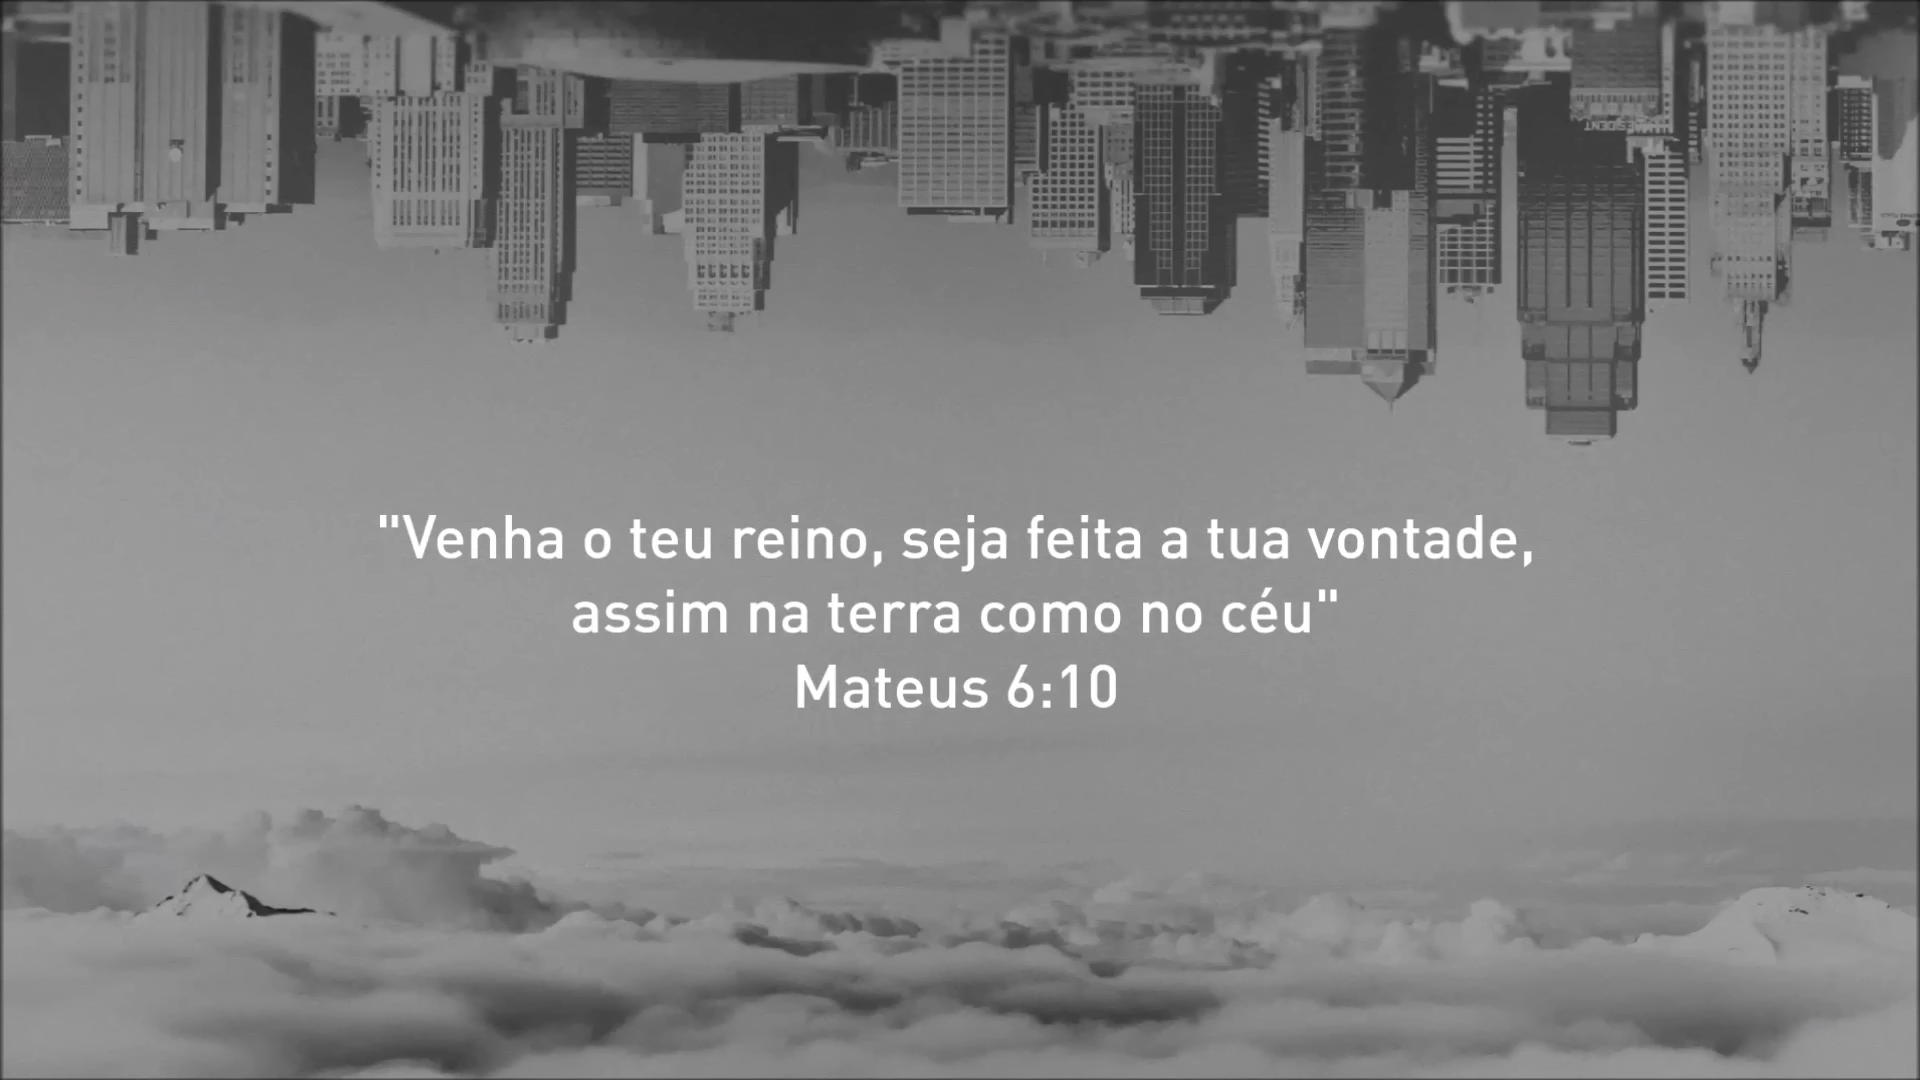 "Venha o teu reino, seja feita a tua vontade,
assim na terra como no céu"
Mateus 6:10